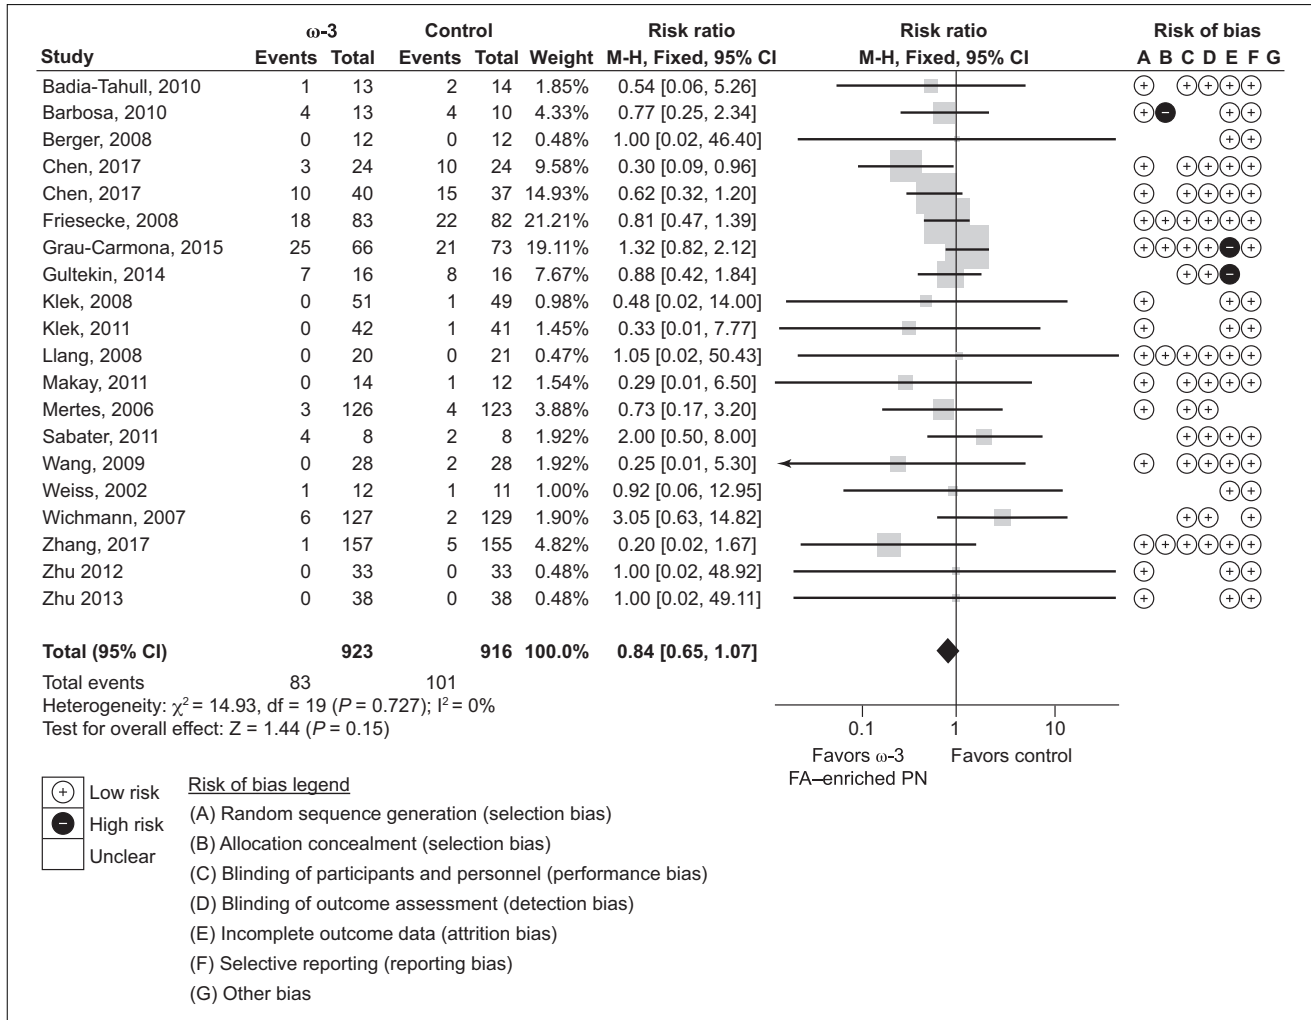 ω-3 Control Risk ratio Risk ratio Risk of bias
Study Events Total Events Total Weight M-H, Fixed, 95% CI M-H, Fixed, 95% CI A B C D E F G
Badia-Tahull, 2010 1 13 2 14 1.85% 0.54 [0.06, 5.26] + + + + +
Barbosa, 2010 4 13 4 10 4.33% 0.77 [0.25, 2.34] + − + +
Berger, 2008 0 12 0 12 0.48% 1.00 [0.02, 46.40] + +
Chen, 2017 3 24 10 24 9.58% 0.30 [0.09, 0.96] + + + + +
Chen, 2017 10 40 15 37 14.93% 0.62 [0.32, 1.20] + + + + +
Friesecke, 2008 18 83 22 82 21.21% 0.81 [0.47, 1.39] + + + + + +
Grau-Carmona, 2015 25 66 21 73 19.11% 1.32 [0.82, 2.12] + + + + − +
Gultekin, 2014 7 16 8 16 7.67% 0.88 [0.42, 1.84] + + −
Klek, 2008 0 51 1 49 0.98% 0.48 [0.02, 14.00] + + +
Klek, 2011 0 42 1 41 1.45% 0.33 [0.01, 7.77] + + +
Llang, 2008 0 20 0 21 0.47% 1.05 [0.02, 50.43] + + + + + +
Makay, 2011 0 14 1 12 1.54% 0.29 [0.01, 6.50] + + + + +
Mertes, 2006 3 126 4 123 3.88% 0.73 [0.17, 3.20] + + +
Sabater, 2011 4 8 2 8 1.92% 2.00 [0.50, 8.00] + + + +
Wang, 2009 0 28 2 28 1.92% 0.25 [0.01, 5.30] + + + + +
Weiss, 2002 1 12 1 11 1.00% 0.92 [0.06, 12.95] + +
Wichmann, 2007 6 127 2 129 1.90% 3.05 [0.63, 14.82] + + +
Zhang, 2017 1 157 5 155 4.82% 0.20 [0.02, 1.67] + + + + + +
Zhu 2012 0 33 0 33 0.48% 1.00 [0.02, 48.92] + + +
Zhu 2013 0 38 0 38 0.48% 1.00 [0.02, 49.11] + + +
Total (95% CI) 923 916 100.0% 0.84 [0.65, 1.07]
Total events 83 101
Heterogeneity: χ² = 14.93, df = 19 (P = 0.727); I² = 0%
Test for overall effect: Z = 1.44 (P = 0.15)
0.1 1 10
Favors ω-3 FA–enriched PN
Favors control
Risk of bias legend
+ Low risk
− High risk
Unclear
(A) Random sequence generation (selection bias)
(B) Allocation concealment (selection bias)
(C) Blinding of participants and personnel (performance bias)
(D) Blinding of outcome assessment (detection bias)
(E) Incomplete outcome data (attrition bias)
(F) Selective reporting (reporting bias)
(G) Other bias